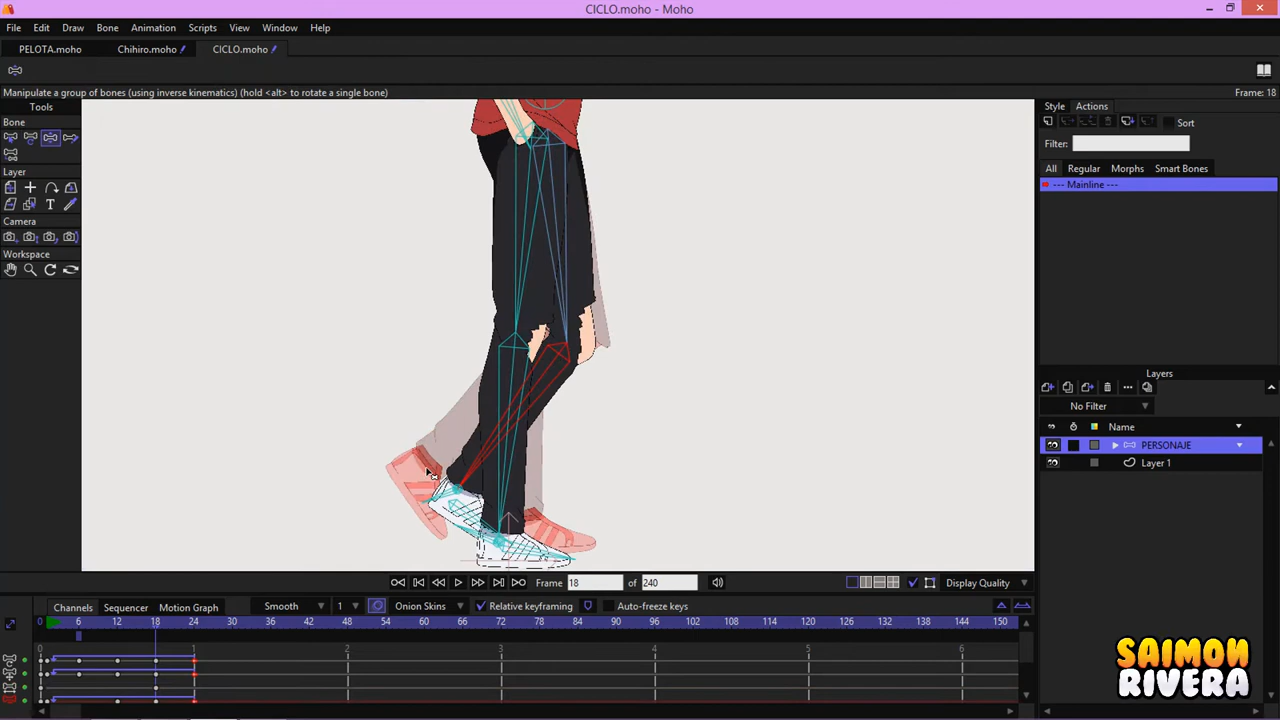 CICLO.moho - Moho
File Edit Draw Bone Animation Scripts View Window Help
PELOTA.moho Chihiro.moho CICLO.moho
Manipulate a group of bones (using inverse kinematics) (hold <alt> to rotate a single bone) Frame: 18
Tools
Bone
Layer
Camera
Workspace
Style Actions
Sort
Filter:
All Regular Morphs Smart Bones
--- Mainline ---
Layers
No Filter
Name
PERSONAJE
Layer 1
Frame 18 of 240 Display Quality
Channels Sequencer Motion Graph Smooth 1 Onion Skins Relative keyframing Auto-freeze keys
0 6 12 18 24 30 36 42 48 54 60 66 72 78 84 90 96 102 108 114 120 126 132 138 144 150
0 1 2 3 4 5 6
SAIMON
RIVERA